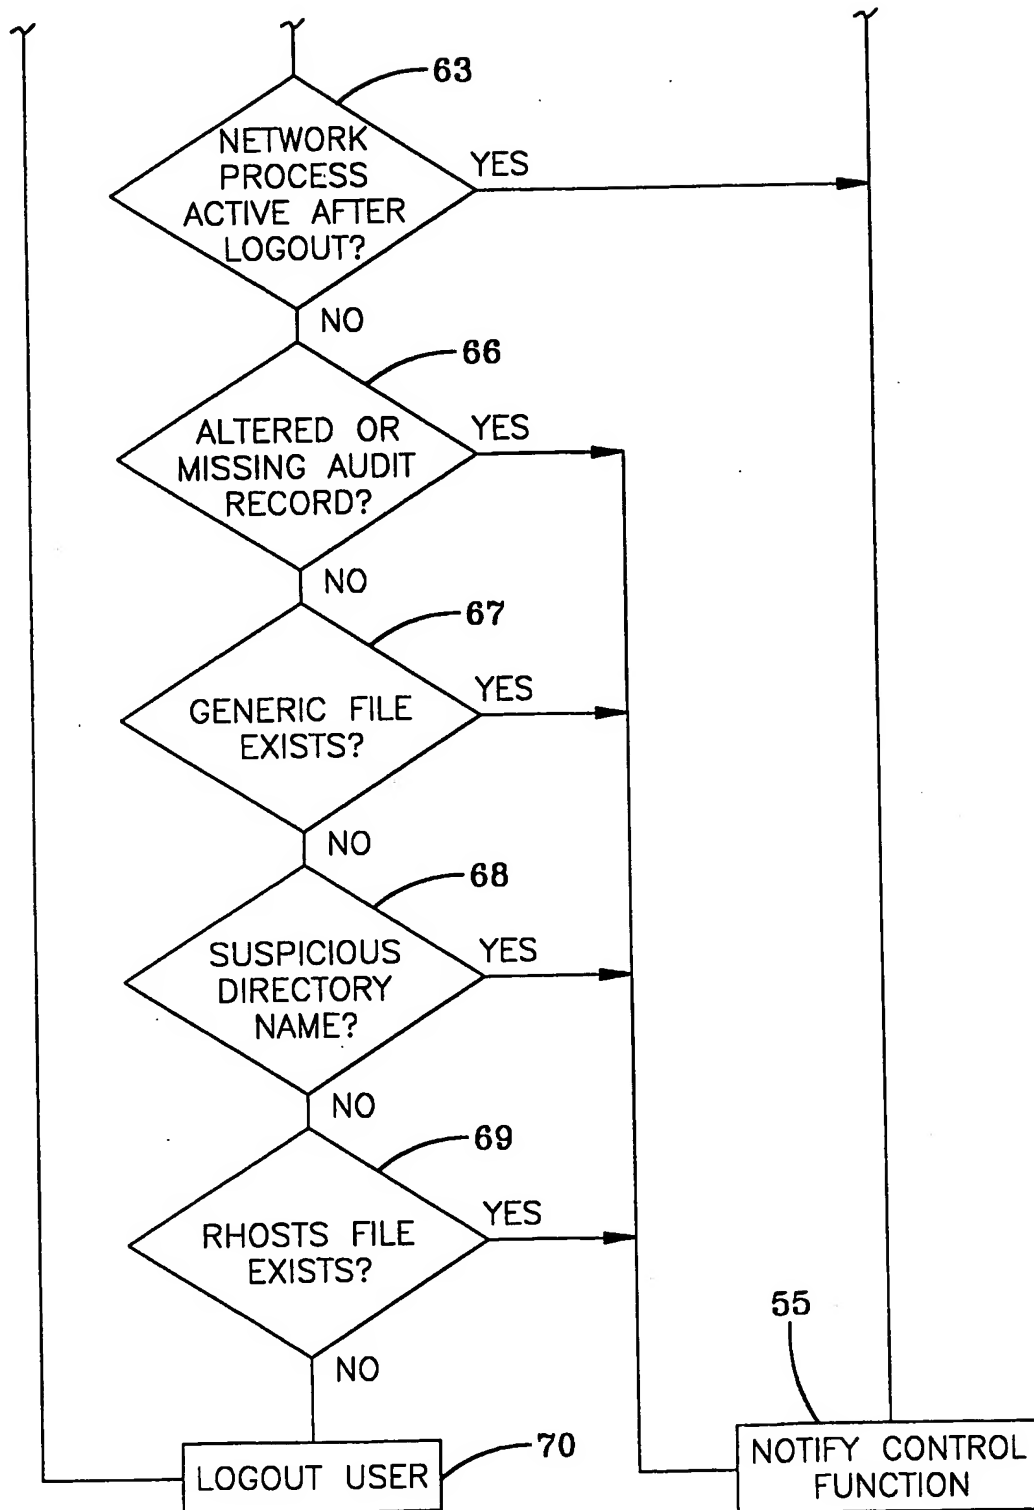 63
NETWORK
PROCESS
ACTIVE AFTER
LOGOUT?
YES
NO
66
ALTERED OR
MISSING AUDIT
RECORD?
YES
NO
67
GENERIC FILE
EXISTS?
YES
NO
68
SUSPICIOUS
DIRECTORY
NAME?
YES
NO
69
RHOSTS FILE
EXISTS?
YES
NO
55
70
LOGOUT USER
NOTIFY CONTROL
FUNCTION